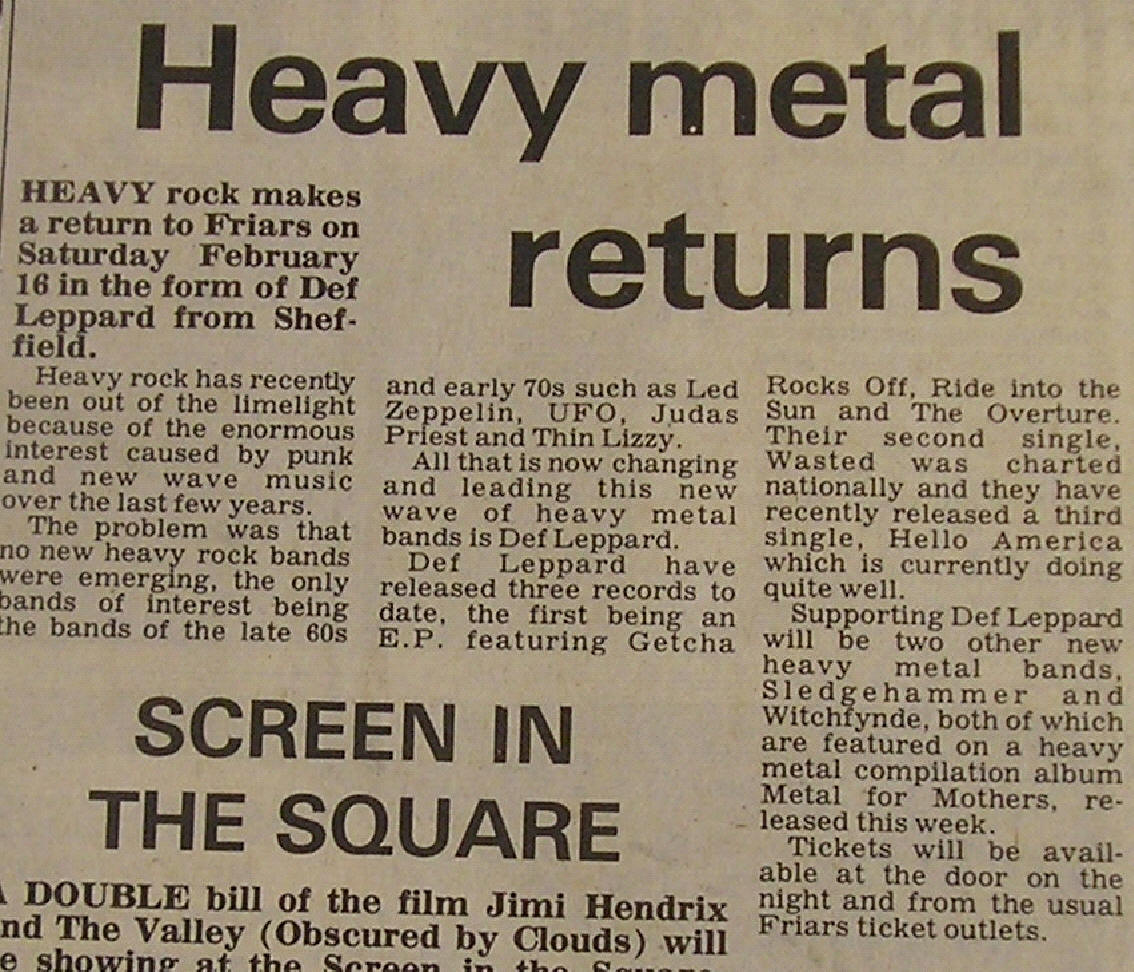 Heavy metal
returns
HEAVY rock makes
a return to Friars on
Saturday February
16 in the form of Def
Leppard from Shef-
field.
Heavy rock has recently
been out of the limelight
because of the enormous
interest caused by punk
and new wave music
over the last few years.
The problem was that
no new heavy rock bands
were emerging, the only
bands of interest being
the bands of the late 60s
and early 70s such as Led
Zeppelin, UFO, Judas
Priest and Thin Lizzy.
All that is now changing
and leading this new
wave of heavy metal
bands is Def Leppard.
Def Leppard have
released three records to
date, the first being an
E.P. featuring Getcha
Rocks Off, Ride into the
Sun and The Overture.
Their second single,
Wasted was charted
nationally and they have
recently released a third
single, Hello America
which is currently doing
quite well.
Supporting Def Leppard
will be two other new
heavy metal bands,
Sledgehammer and
Witchfynde, both of which
are featured on a heavy
metal compilation album
Metal for Mothers, re-
leased this week.
Tickets will be avail-
able at the door on the
night and from the usual
Friars ticket outlets.
SCREEN IN
THE SQUARE
A DOUBLE bill of the film Jimi Hendrix
and The Valley (Obscured by Clouds) will
be showing at the Screen in the Square,